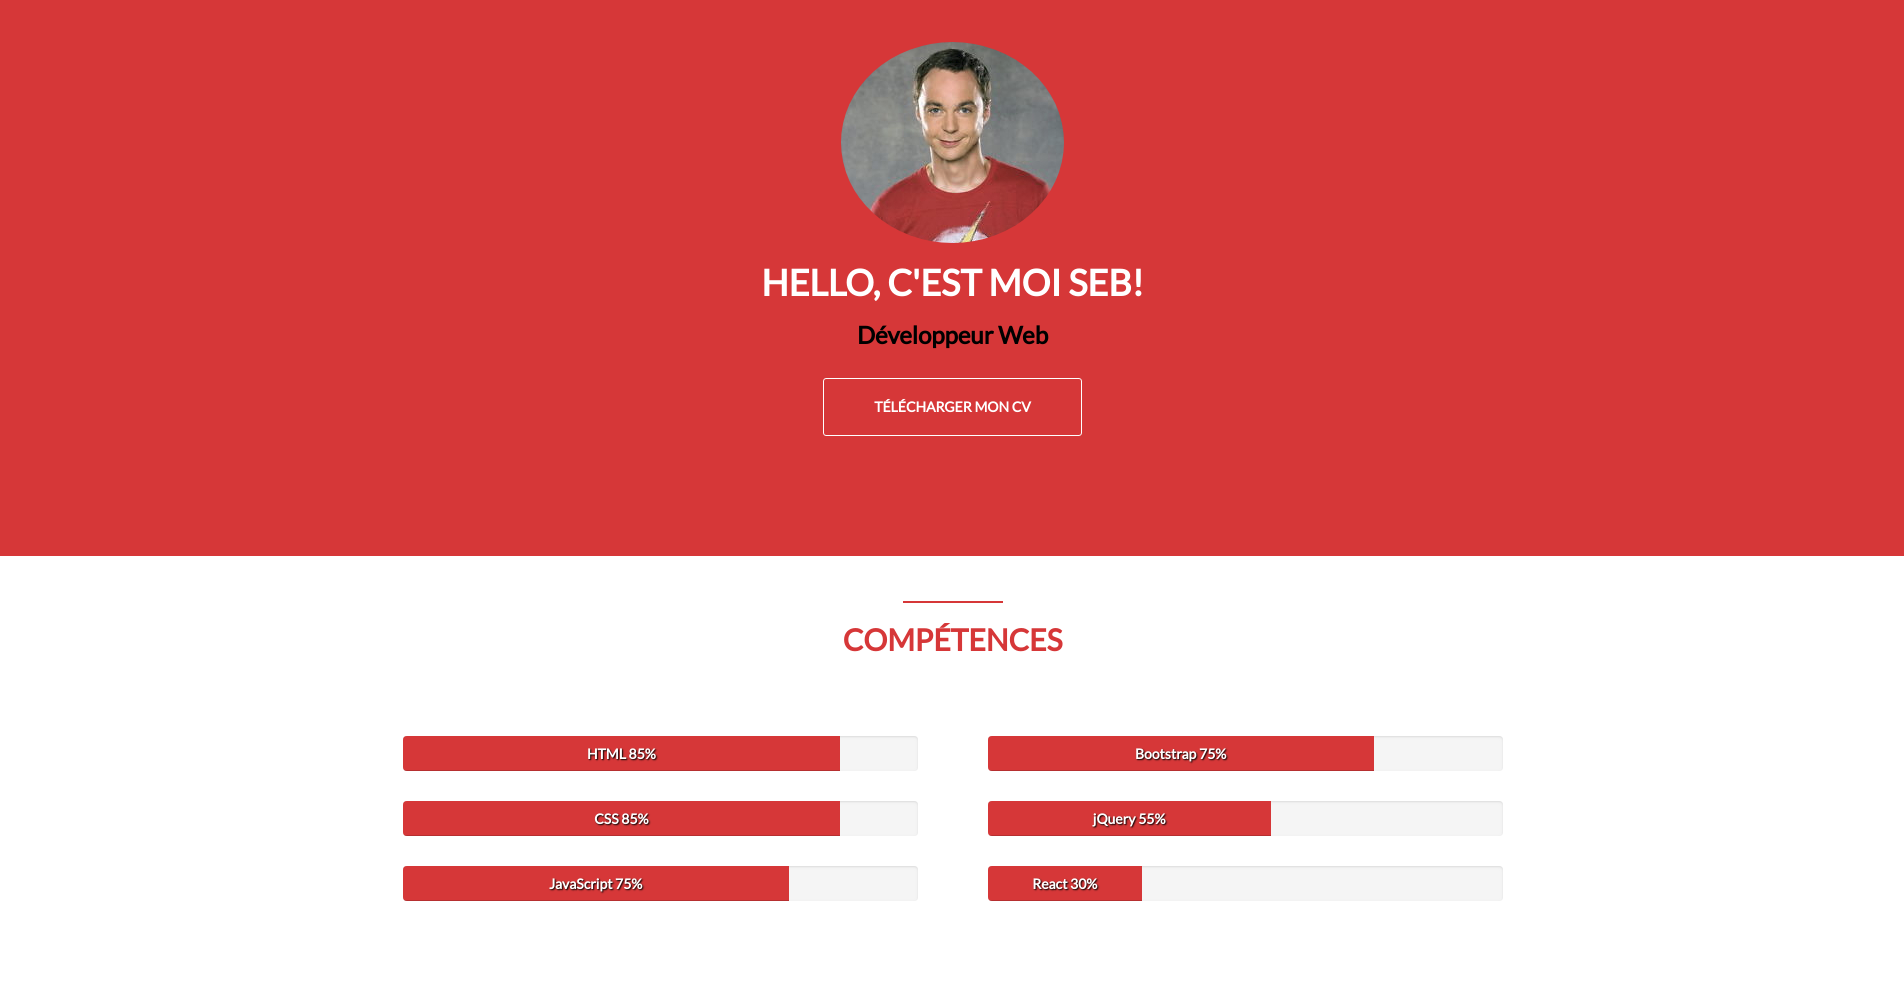 HELLO, C'EST MOI SEB!
Développeur Web
TÉLÉCHARGER MON CV
COMPÉTENCES
HTML 85%
Bootstrap 75%
CSS 85%
jQuery 55%
JavaScript 75%
React 30%